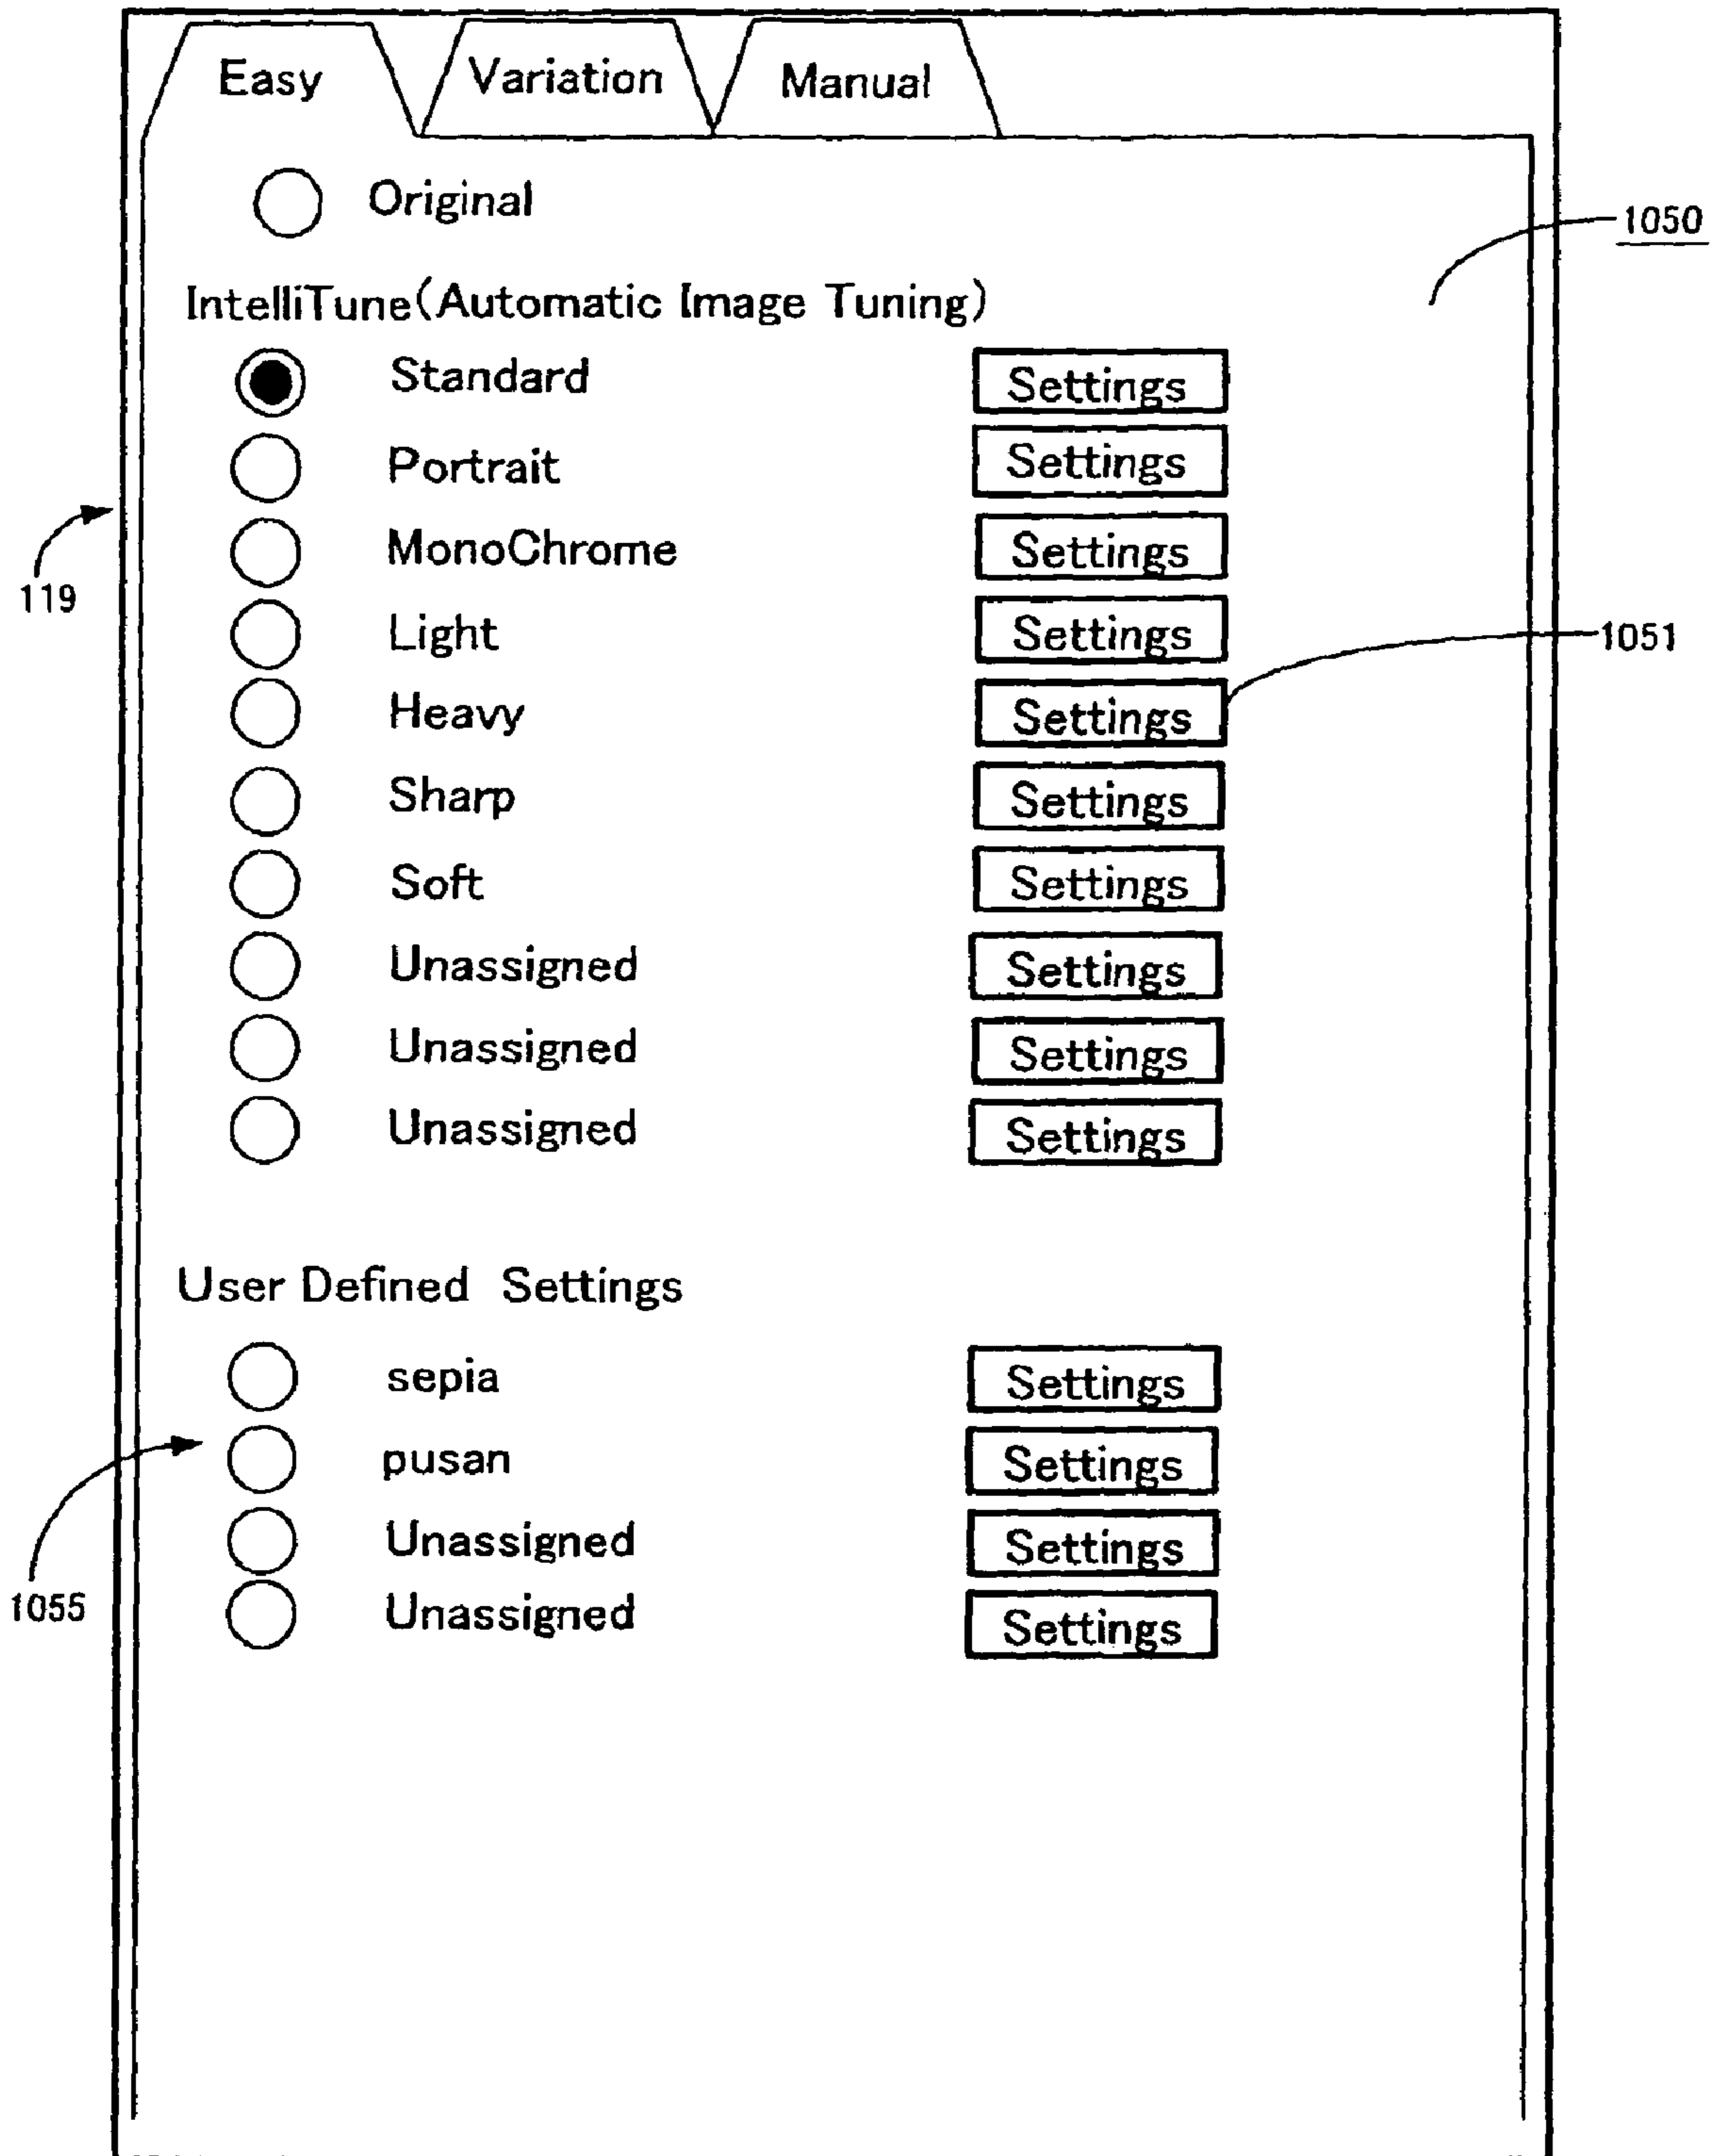 Easy Variation Manual
Original
1050
IntelliTune(Automatic Image Tuning)
Standard Settings
Portrait Settings
119
MonoChrome Settings
Light Settings
1051
Heavy Settings
Sharp Settings
Soft Settings
Unassigned Settings
Unassigned Settings
Unassigned Settings
User Defined Settings
sepia Settings
pusan Settings
Unassigned Settings
1055
Unassigned Settings